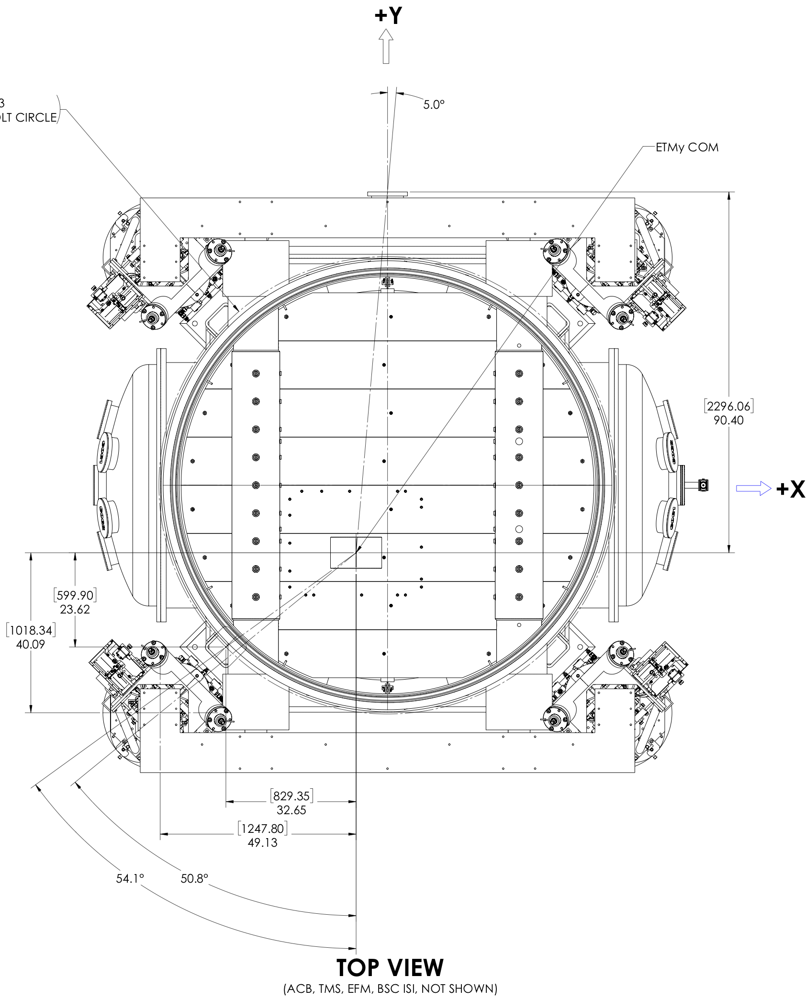 +Y
3
5.0°
LT CIRCLE
ETMy COM
[2296.06]
90.40
+X
[599.90]
23.62
[1018.34]
40.09
[829.35]
32.65
[1247.80]
49.13
54.1°
50.8°
TOP VIEW
(ACB, TMS, EFM, BSC ISI, NOT SHOWN)